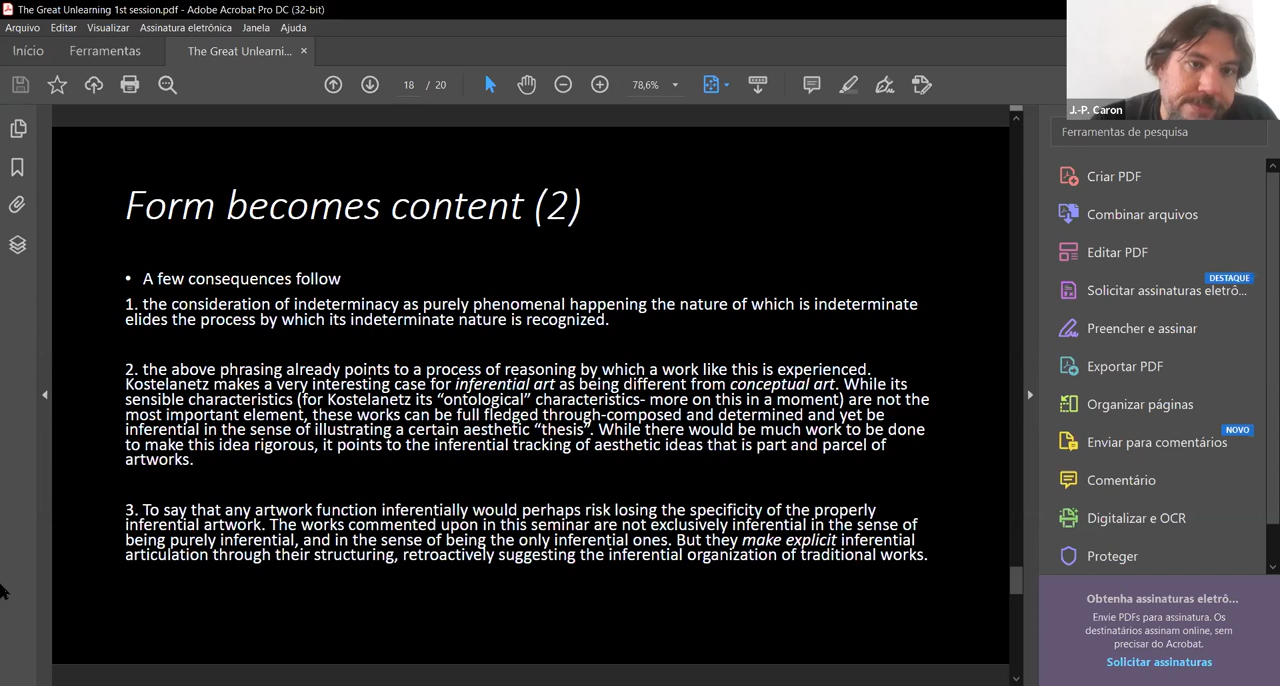 The Great Unlearning 1st session.pdf - Adobe Acrobat Pro DC (32-bit)
Arquivo Editar Visualizar Assinatura eletrônica Janela Ajuda
Início Ferramentas The Great Unlearni... ×
18 / 20 78,6%
J.-P. Caron
Ferramentas de pesquisa
Form becomes content (2)
• A few consequences follow
1. the consideration of indeterminacy as purely phenomenal happening the nature of which is indeterminate
elides the process by which its indeterminate nature is recognized.
2. the above phrasing already points to a process of reasoning by which a work like this is experienced.
Kostelanetz makes a very interesting case for inferential art as being different from conceptual art. While its
sensible characteristics (for Kostelanetz its “ontological” characteristics- more on this in a moment) are not the
most important element, these works can be full fledged through-composed and determined and yet be
inferential in the sense of illustrating a certain aesthetic “thesis”. While there would be much work to be done
to make this idea rigorous, it points to the inferential tracking of aesthetic ideas that is part and parcel of
artworks.
3. To say that any artwork function inferentially would perhaps risk losing the specificity of the properly
inferential artwork. The works commented upon in this seminar are not exclusively inferential in the sense of
being purely inferential, and in the sense of being the only inferential ones. But they make explicit inferential
articulation through their structuring, retroactively suggesting the inferential organization of traditional works.
Criar PDF
Combinar arquivos
Editar PDF
DESTAQUE
Solicitar assinaturas eletrô...
Preencher e assinar
Exportar PDF
Organizar páginas
NOVO
Enviar para comentários
Comentário
Digitalizar e OCR
Proteger
Obtenha assinaturas eletrô...
Envie PDFs para assinatura. Os
destinatários assinam online, sem
precisar do Acrobat.
Solicitar assinaturas